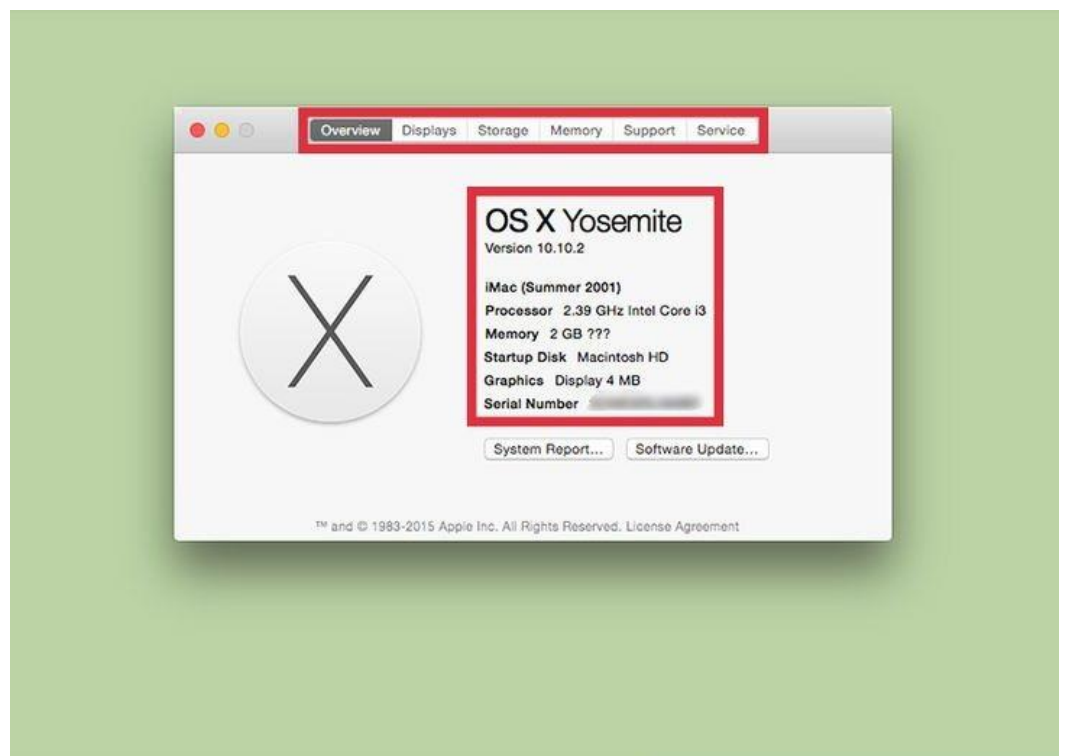 Overview Displays Storage Memory Support Service
OS X Yosemite
Version 10.10.2
iMac (Summer 2001)
Processor 2.39 GHz Intel Core i3
Memory 2 GB ???
Startup Disk Macintosh HD
Graphics Display 4 MB
Serial Number
System Report... Software Update...
™ and © 1983-2015 Apple Inc. All Rights Reserved. License Agreement